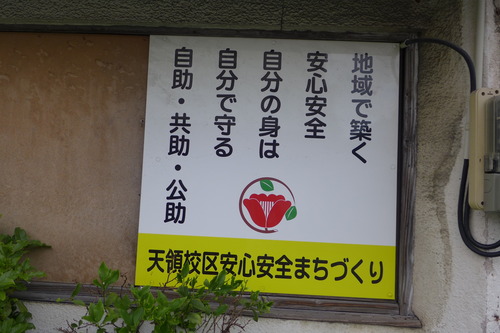 地域で築く
安心安全
自分の身は
自分で守る
自助・共助・公助
天領校区安心安全まちづくり